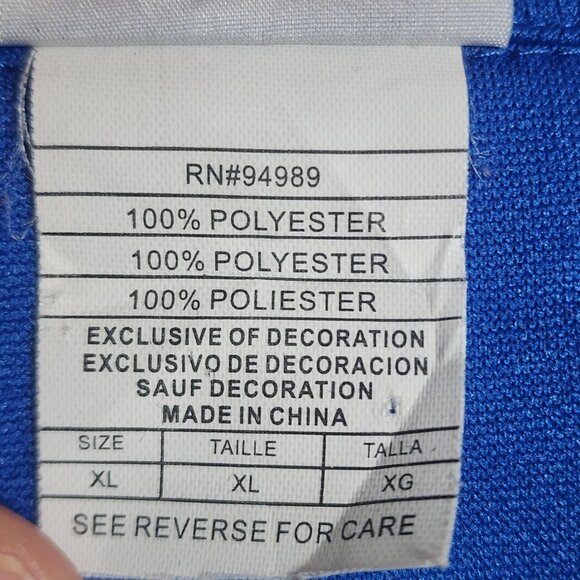 RN#94989
100% POLYESTER
100% POLYESTER
100% POLIESTER
EXCLUSIVE OF DECORATION
EXCLUSIVO DE DECORACION
SAUF DECORATION
MADE IN CHINA
SIZE TAILLE TALLA
XL XL XG
SEE REVERSE FOR CARE